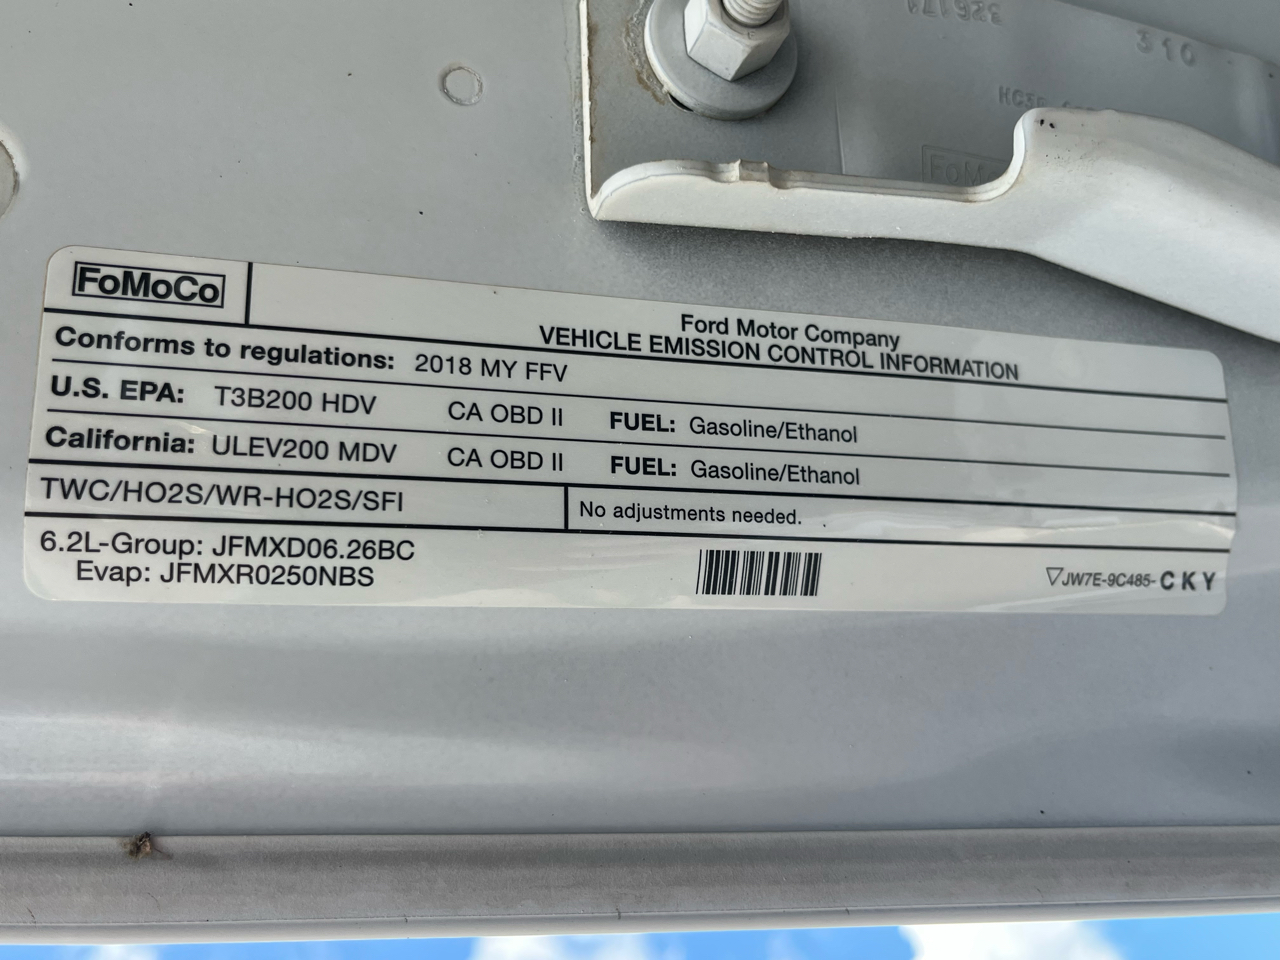 326171
310
FoMoCo
Ford Motor Company
VEHICLE EMISSION CONTROL INFORMATION
Conforms to regulations: 2018 MY FFV
U.S. EPA: T3B200 HDV CA OBD II FUEL: Gasoline/Ethanol
California: ULEV200 MDV CA OBD II FUEL: Gasoline/Ethanol
TWC/HO2S/WR-HO2S/SFI
No adjustments needed.
6.2L-Group: JFMXD06.26BC
Evap: JFMXR0250NBS
▽JW7E-9C485- CKY